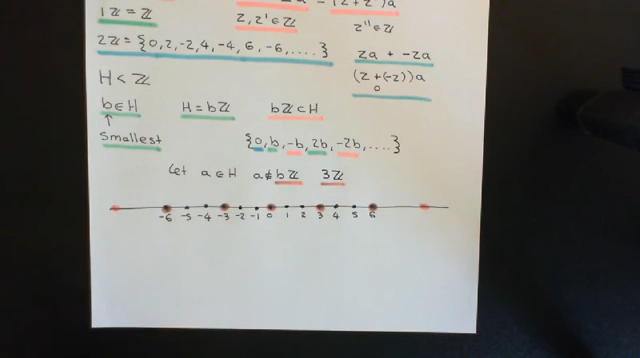 1ℤ = ℤ
z, z' ∈ ℤ
z'' ∈ ℤ
2ℤ = {0, 2, -2, 4, -4, 6, -6, ....}
za + -za
(z + (-z))a
0
H < ℤ
b ∈ H
H = bℤ
bℤ ⊂ H
↑
Smallest
{0, b, -b, 2b, -2b, ....}
Let a ∈ H a ∉ bℤ 3ℤ
-6 -5 -4 -3 -2 -1 0 1 2 3 4 5 6